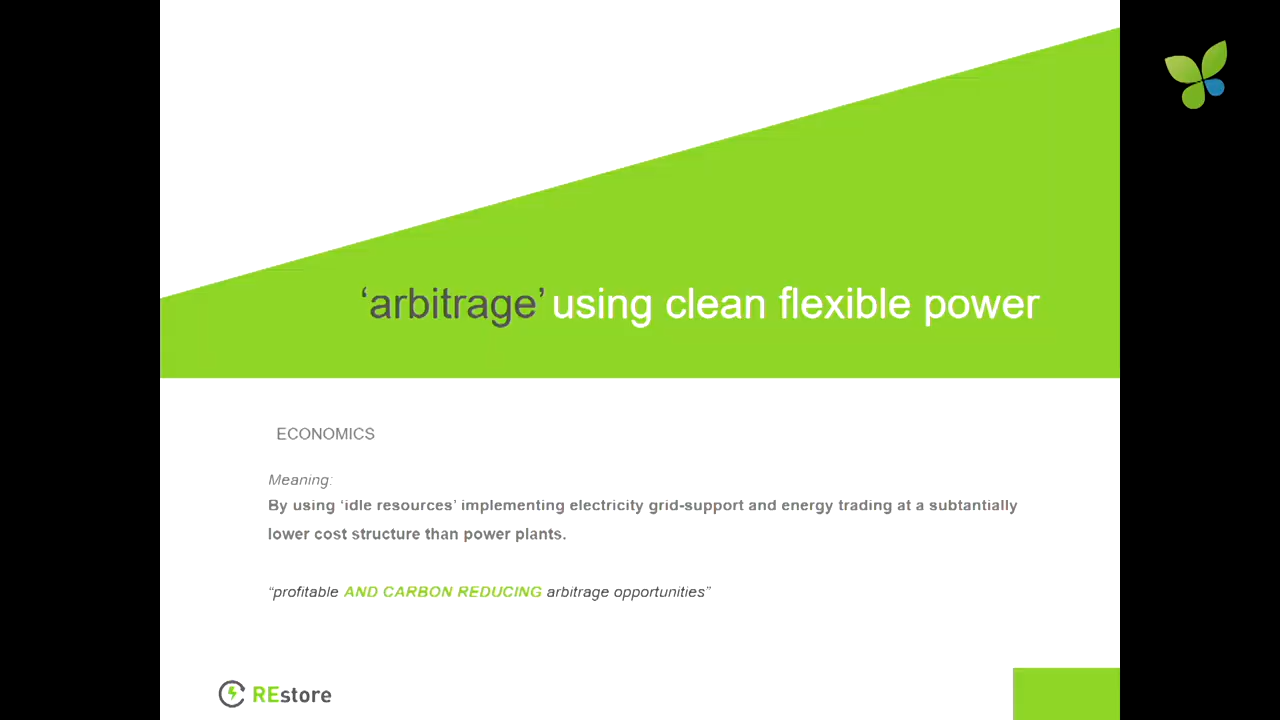 ‘arbitrage’ using clean flexible power
ECONOMICS
Meaning:
By using ‘idle resources’ implementing electricity grid-support and energy trading at a subtantially
lower cost structure than power plants.
“profitable AND CARBON REDUCING arbitrage opportunities”
REstore